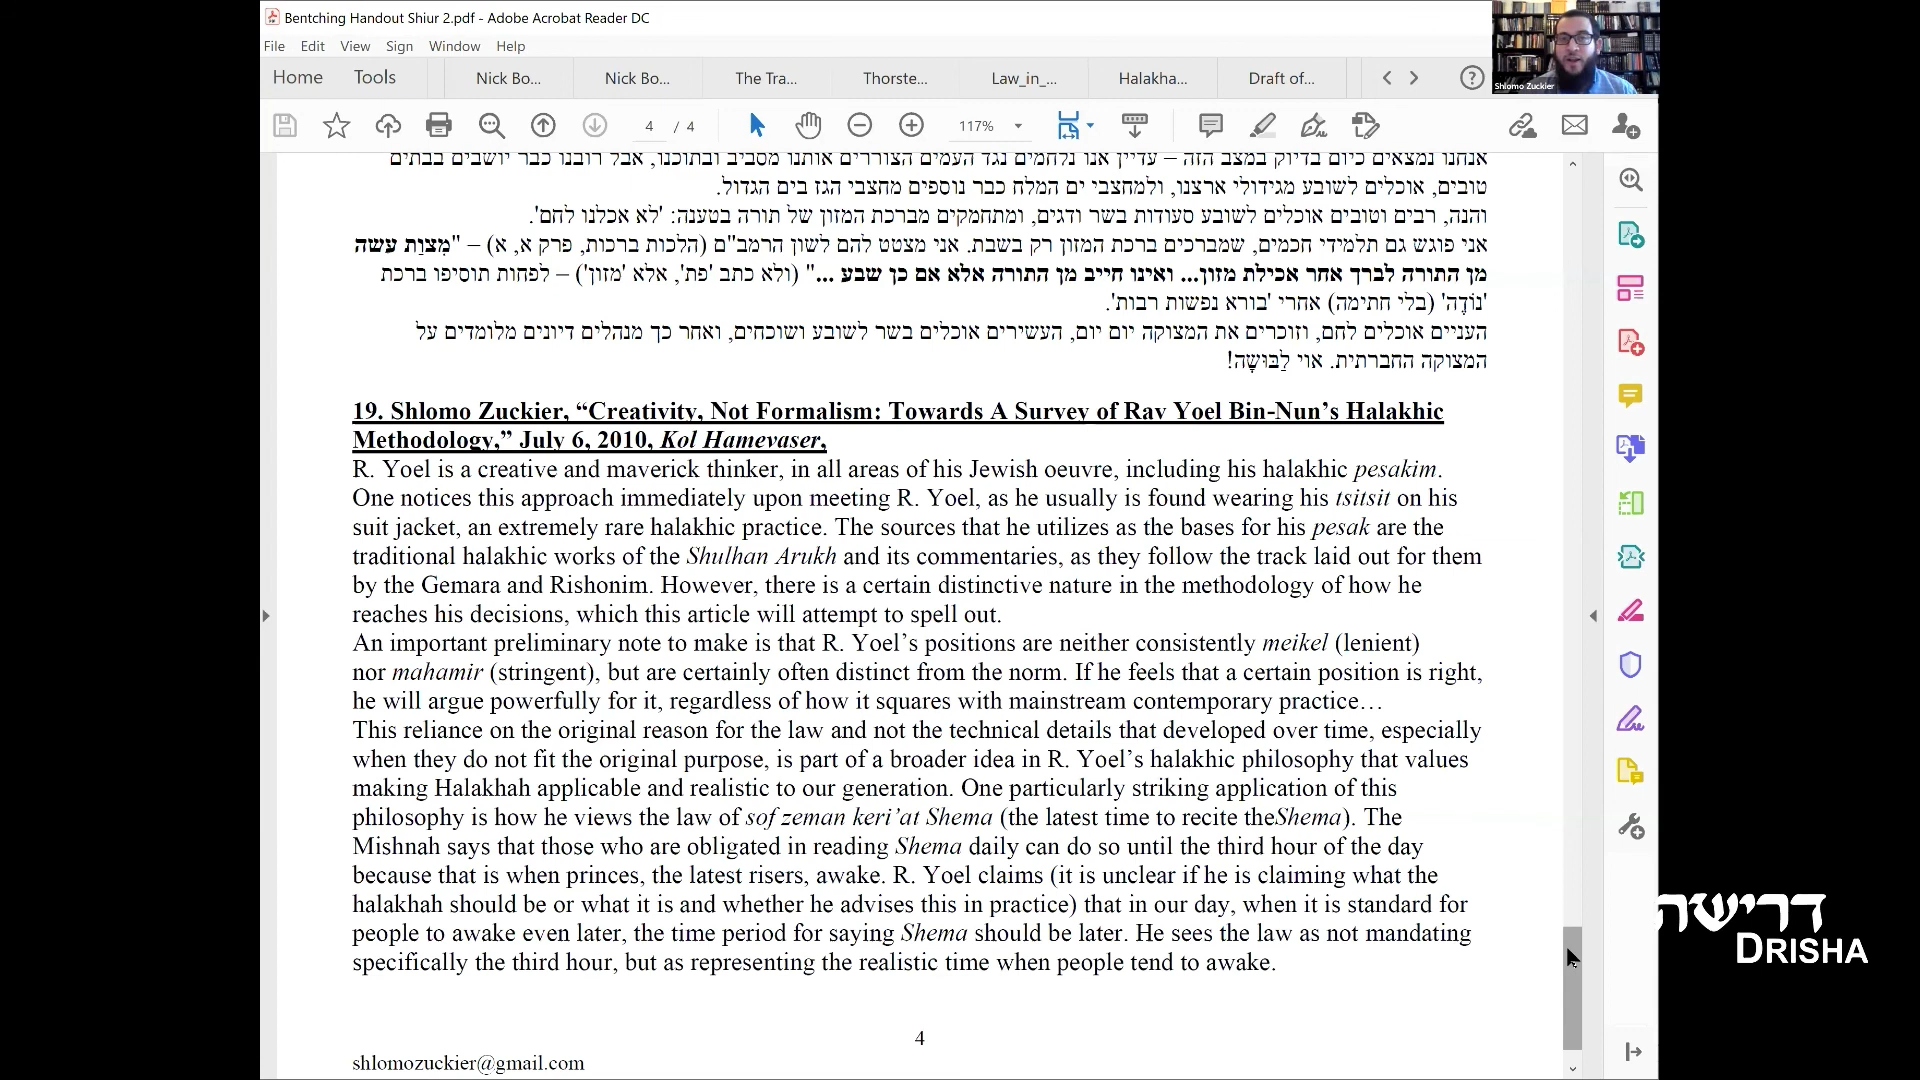 Bentching Handout Shiur 2.pdf - Adobe Acrobat Reader DC
File Edit View Sign Window Help
Home Tools Nick Bo... Nick Bo... The Tra... Thorste... Law_in_... Halakha... Draft of...
Shlomo Zuckier
4 / 4 117%
אנחנו נמצאים כיום בדיוק במצב הזה – עדיין אנו נלחמים נגד העמים הצוררים אותנו מסביב ובתוכנו, אבל רובנו כבר יושבים בבתים
טובים, אוכלים לשובע מגידולי ארצנו, ולמחצבי ים המלח כבר נוספים מחצבי הגז בים הגדול.
והנה, רבים וטובים אוכלים לשובע סעודות בשר ודגים, ומתחמקים מברכת המזון של תורה בטענה: 'לא אכלנו לחם'.
אני פוגש גם תלמידי חכמים, שמברכים ברכת המזון רק בשבת. אני מצטט להם לשון הרמב"ם (הלכות ברכות, פרק א, א) – "מִצוַת עשה
מן התורה לברך אחר אכילת מזון... ואינו חייב מן התורה אלא אם כן שבע ..." (ולא כתב 'פת', אלא 'מזון') – לפחות תוסיפו ברכת
'נוֹדֶה' (בלי חתימה) אחרי 'בורא נפשות רבות'.
העניים אוכלים לחם, וזוכרים את המצוקה יום יום, העשירים אוכלים בשר לשובע ושוכחים, ואחר כך מנהלים דיונים מלומדים על
המצוקה החברתית. אוי לַבּוּשָה!
19. Shlomo Zuckier, “Creativity, Not Formalism: Towards A Survey of Rav Yoel Bin-Nun’s Halakhic
Methodology,” July 6, 2010, Kol Hamevaser,
R. Yoel is a creative and maverick thinker, in all areas of his Jewish oeuvre, including his halakhic pesakim.
One notices this approach immediately upon meeting R. Yoel, as he usually is found wearing his tsitsit on his
suit jacket, an extremely rare halakhic practice. The sources that he utilizes as the bases for his pesak are the
traditional halakhic works of the Shulhan Arukh and its commentaries, as they follow the track laid out for them
by the Gemara and Rishonim. However, there is a certain distinctive nature in the methodology of how he
reaches his decisions, which this article will attempt to spell out.
An important preliminary note to make is that R. Yoel’s positions are neither consistently meikel (lenient)
nor mahamir (stringent), but are certainly often distinct from the norm. If he feels that a certain position is right,
he will argue powerfully for it, regardless of how it squares with mainstream contemporary practice…
This reliance on the original reason for the law and not the technical details that developed over time, especially
when they do not fit the original purpose, is part of a broader idea in R. Yoel’s halakhic philosophy that values
making Halakhah applicable and realistic to our generation. One particularly striking application of this
philosophy is how he views the law of sof zeman keri’at Shema (the latest time to recite theShema). The
Mishnah says that those who are obligated in reading Shema daily can do so until the third hour of the day
because that is when princes, the latest risers, awake. R. Yoel claims (it is unclear if he is claiming what the
halakhah should be or what it is and whether he advises this in practice) that in our day, when it is standard for
people to awake even later, the time period for saying Shema should be later. He sees the law as not mandating
specifically the third hour, but as representing the realistic time when people tend to awake.
4
shlomozuckier@gmail.com
דרישה
DRISHA